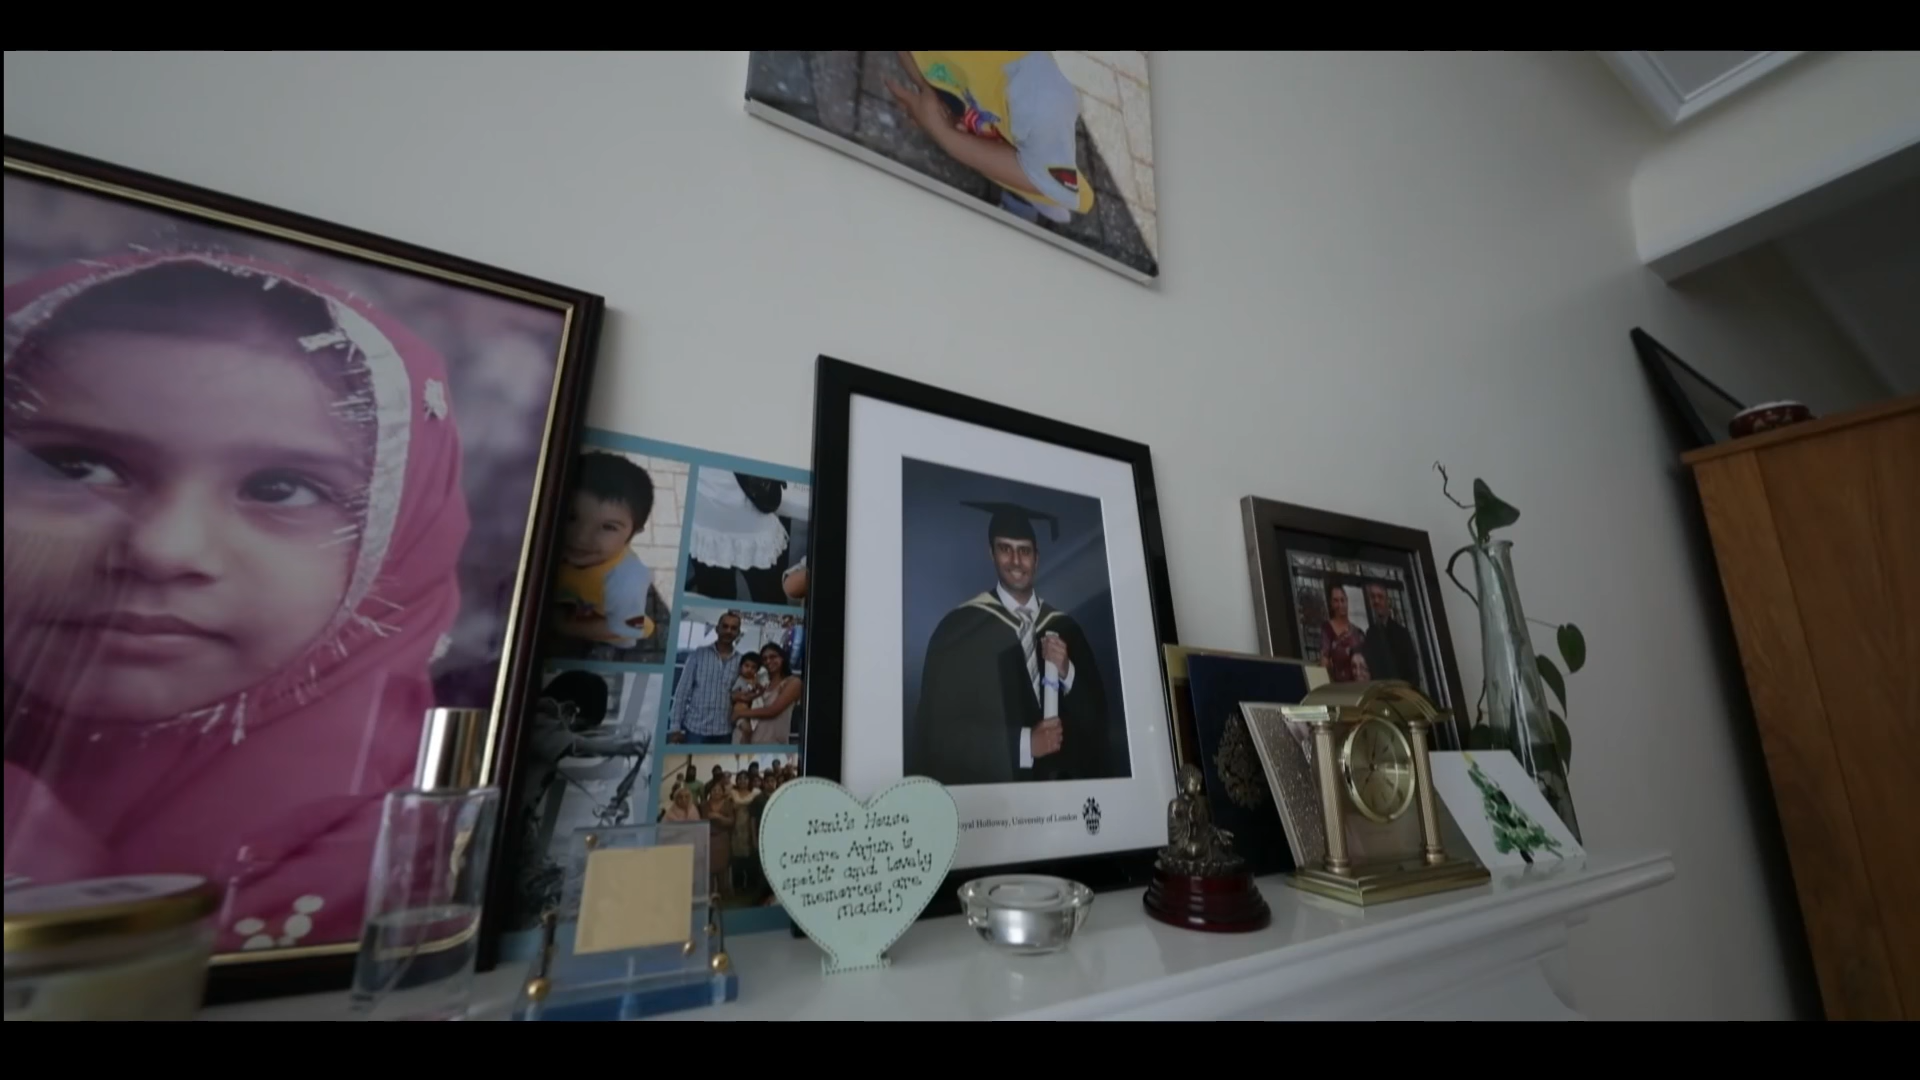 Nani's House
(where Arjun is
spoilt and lovely
memories are
made!)
Royal Holloway, University of London